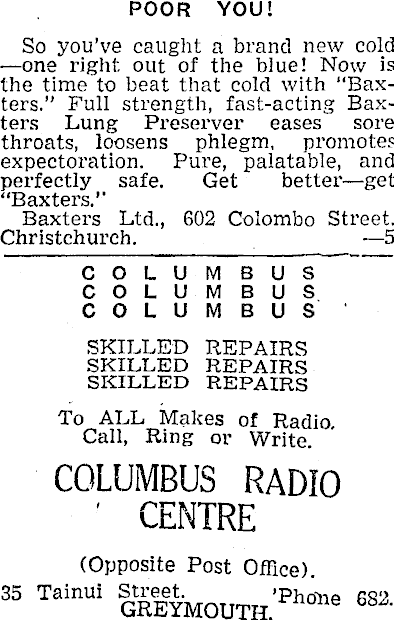 POOR YOU!
So you've caught a brand new cold
—one right out of the blue! Now is
the time to beat that cold with "Bax-
ters." Full strength, fast-acting Bax-
ters Lung Preserver eases sore
throats, loosens phlegm, promotes
expectoration. Pure, palatable, and
perfectly safe. Get better—get
"Baxters."
Baxters Ltd., 602 Colombo Street,
Christchurch. —5
COLUMBUS
COLUMBUS
COLUMBUS
SKILLED REPAIRS
SKILLED REPAIRS
SKILLED REPAIRS
To ALL Makes of Radio.
Call, Ring or Write.
COLUMBUS RADIO
CENTRE
(Opposite Post Office).
35 Tainui Street. 'Phone 682.
GREYMOUTH.